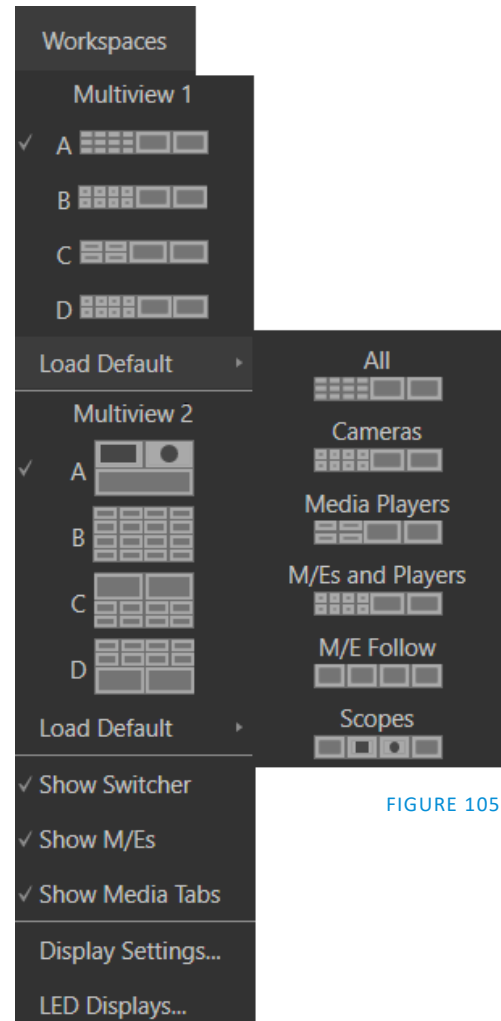 Workspaces
Multiview 1
A
B
C
D
Load Default
Multiview 2
A
B
C
D
Load Default
Show Switcher
Show M/Es
Show Media Tabs
Display Settings...
LED Displays...
All
Cameras
Media Players
M/Es and Players
M/E Follow
Scopes
FIGURE 105